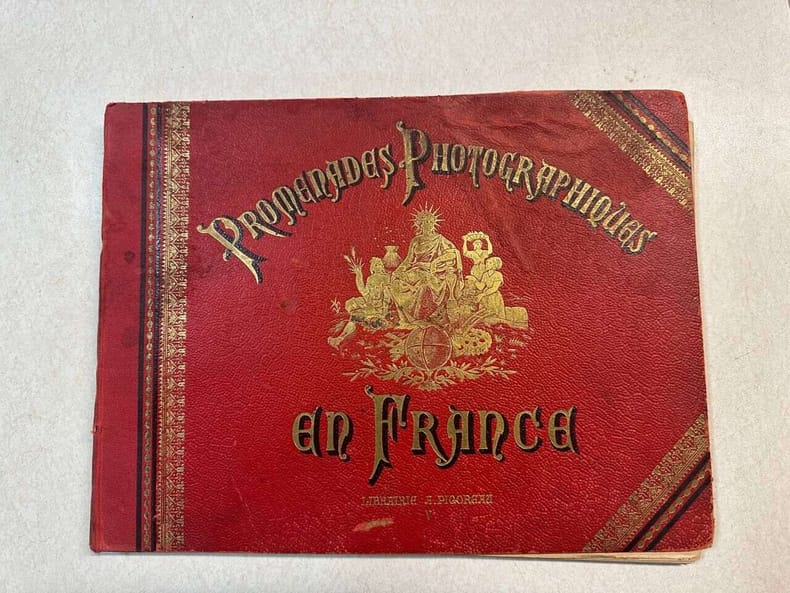 Promenades Photographiques
en France
LIBRAIRIE A. PIGOREAU
V